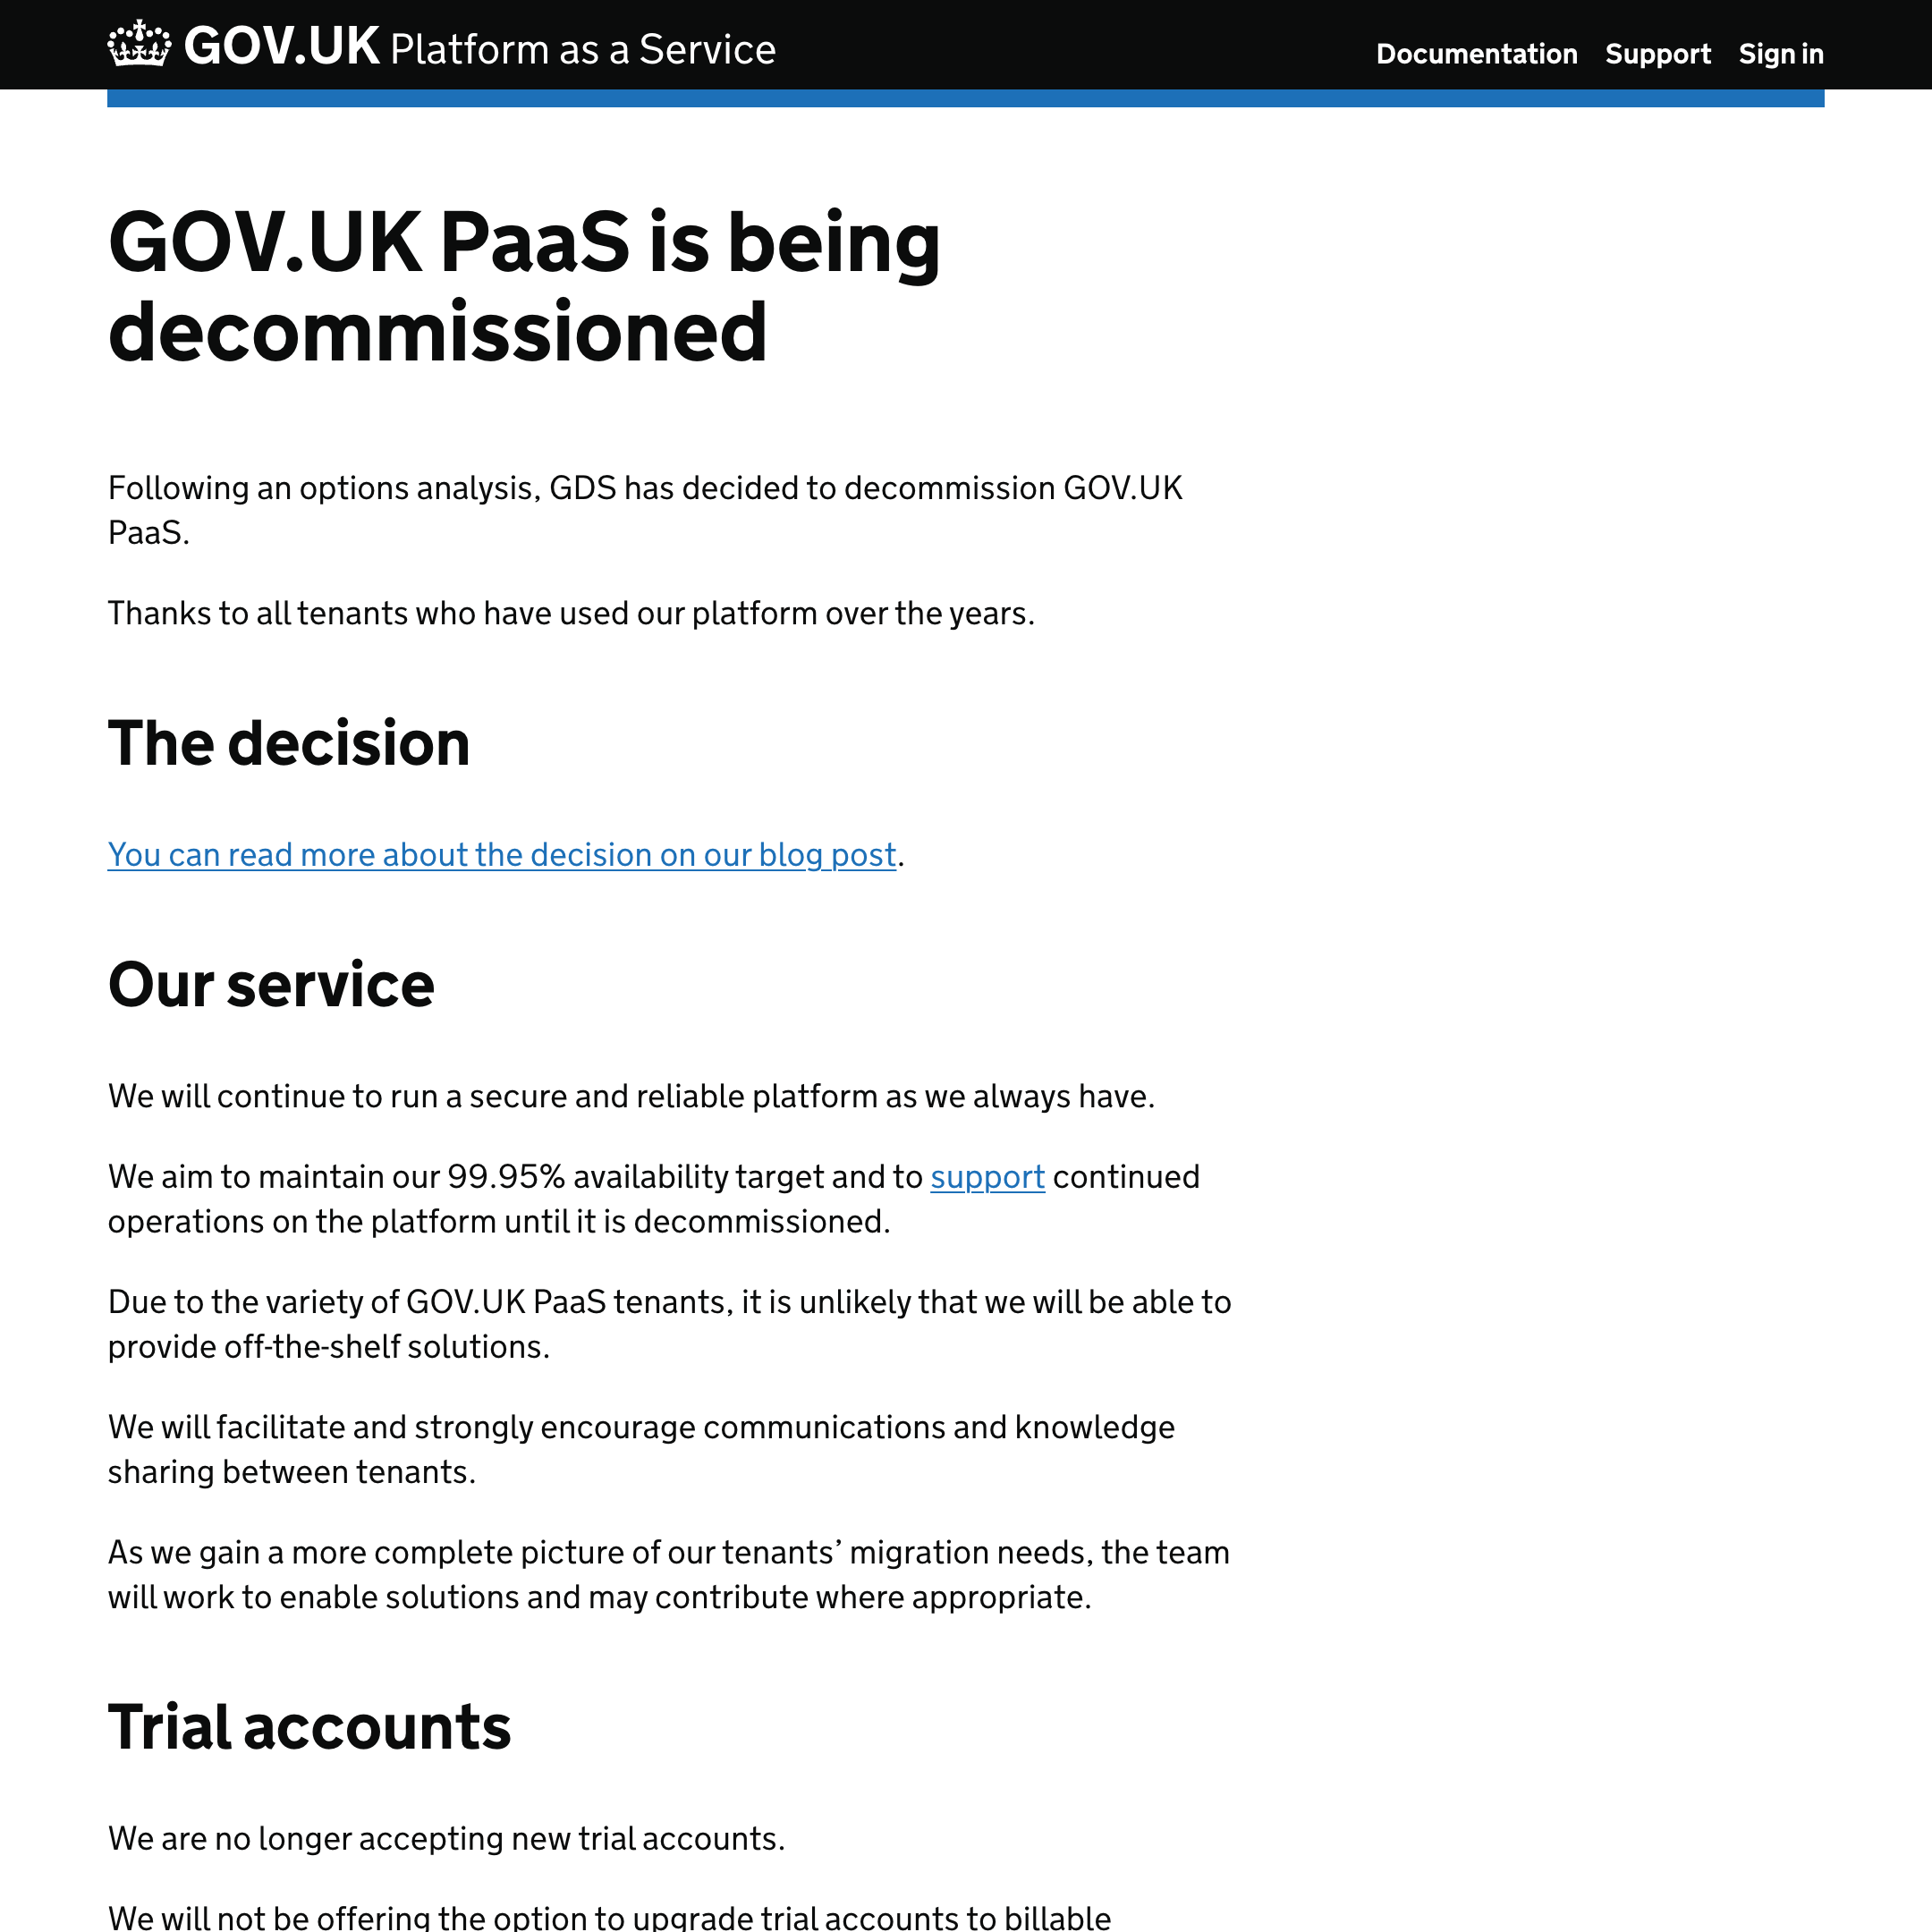 GOV.UK Platform as a Service
Documentation Support Sign in
GOV.UK PaaS is being
decommissioned
Following an options analysis, GDS has decided to decommission GOV.UK
PaaS.
Thanks to all tenants who have used our platform over the years.
The decision
You can read more about the decision on our blog post.
Our service
We will continue to run a secure and reliable platform as we always have.
We aim to maintain our 99.95% availability target and to support continued
operations on the platform until it is decommissioned.
Due to the variety of GOV.UK PaaS tenants, it is unlikely that we will be able to
provide off-the-shelf solutions.
We will facilitate and strongly encourage communications and knowledge
sharing between tenants.
As we gain a more complete picture of our tenants’ migration needs, the team
will work to enable solutions and may contribute where appropriate.
Trial accounts
We are no longer accepting new trial accounts.
We will not be offering the option to upgrade trial accounts to billable